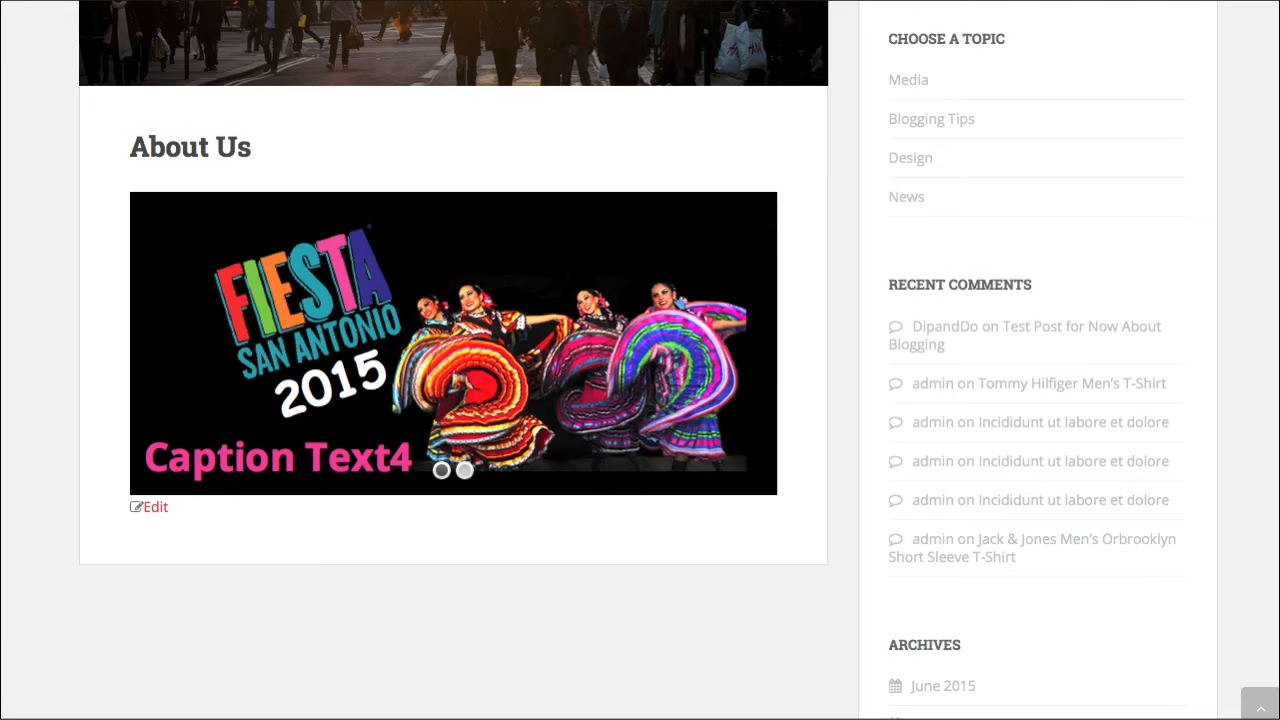 About Us
FIESTA
SAN ANTONIO
2015
Caption Text4
Edit
CHOOSE A TOPIC
Media
Blogging Tips
Design
News
RECENT COMMENTS
DipandDo on Test Post for Now About
Blogging
admin on Tommy Hilfiger Men's T-Shirt
admin on Incididunt ut labore et dolore
admin on Incididunt ut labore et dolore
admin on Incididunt ut labore et dolore
admin on Jack & Jones Men's Orbrooklyn
Short Sleeve T-Shirt
ARCHIVES
June 2015